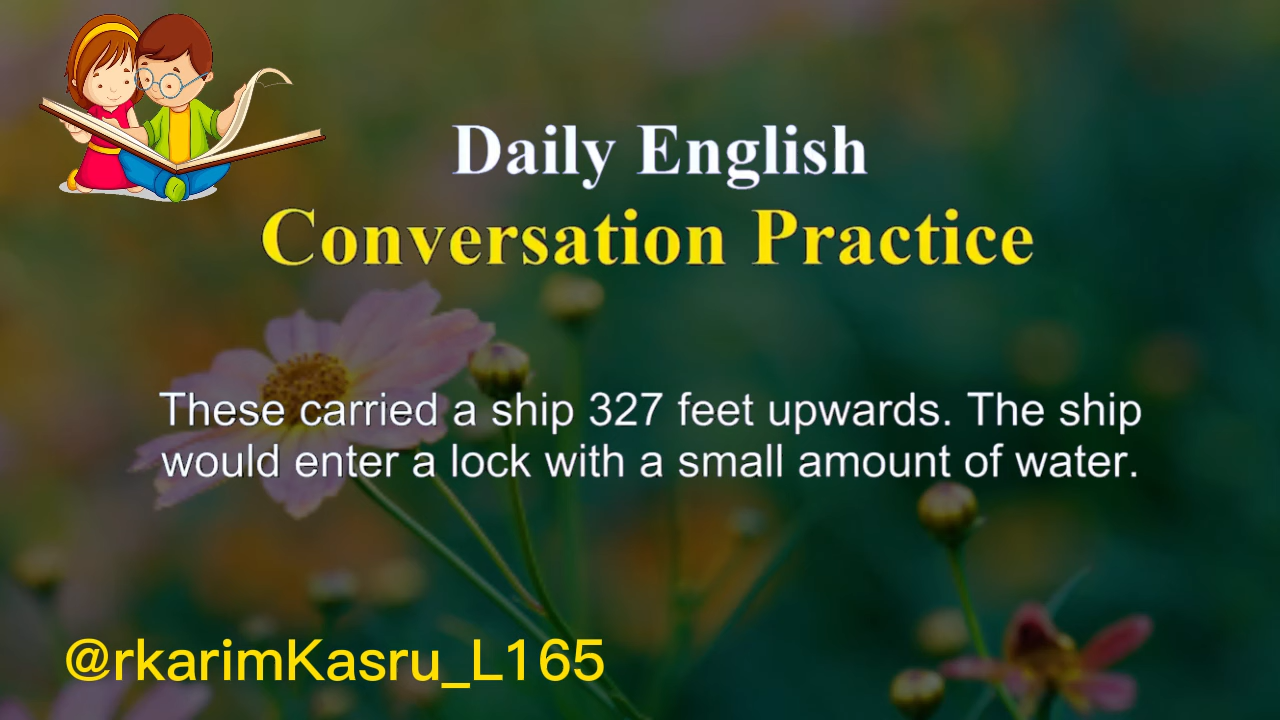 Daily English
Conversation Practice
These carried a ship 327 feet upwards. The ship
would enter a lock with a small amount of water.
@rkarimKasru_L165